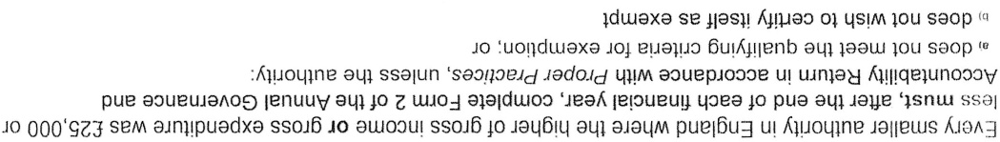 Every smaller authority in England where the higher of gross income or gross expenditure was £25,000 or
less must, after the end of each financial year, complete Form 2 of the Annual Governance and
Accountability Return in accordance with Proper Practices, unless the authority:
a) does not meet the qualifying criteria for exemption; or
b) does not wish to certify itself as exempt